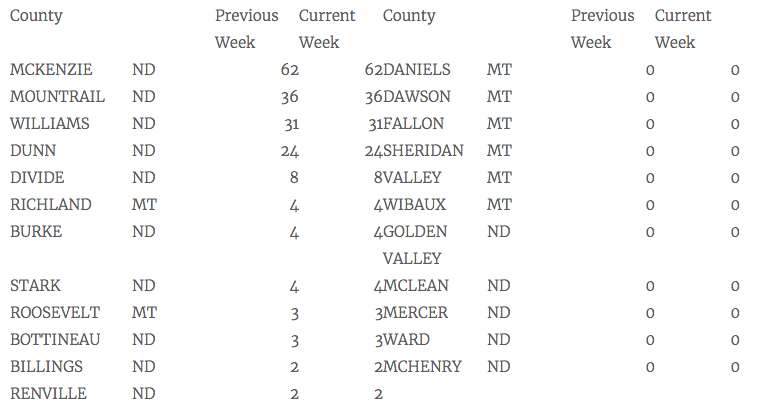 County Previous Current County Previous Current
Week Week Week Week
MCKENZIE ND 62 62DANIELS MT 0 0
MOUNTRAIL ND 36 36DAWSON MT 0 0
WILLIAMS ND 31 31FALLON MT 0 0
DUNN ND 24 24SHERIDAN MT 0 0
DIVIDE ND 8 8VALLEY MT 0 0
RICHLAND MT 4 4WIBAUX MT 0 0
BURKE ND 4 4GOLDEN ND 0 0
VALLEY
STARK ND 4 4MCLEAN ND 0 0
ROOSEVELT MT 3 3MERCER ND 0 0
BOTTINEAU ND 3 3WARD ND 0 0
BILLINGS ND 2 2MCHENRY ND 0 0
RENVILLE ND 2 2